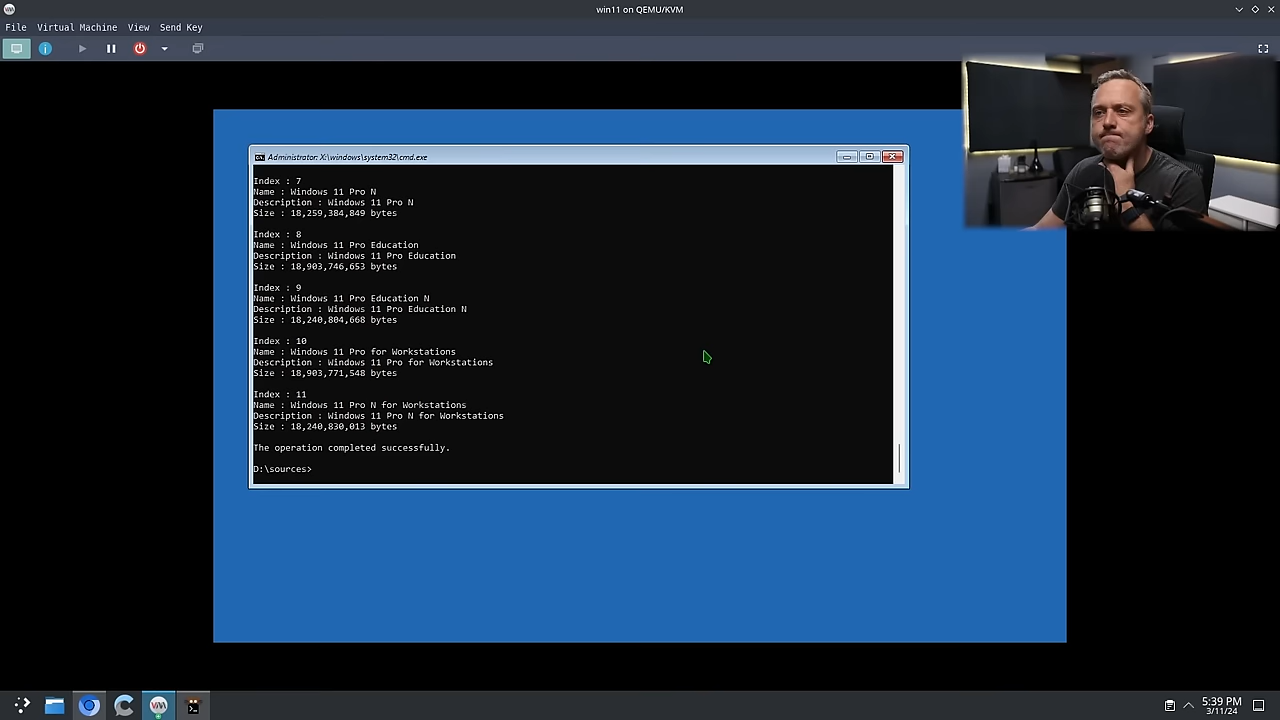 win11 on QEMU/KVM
File Virtual Machine View Send Key
Administrator: X:\windows\system32\cmd.exe
Index : 7
Name : Windows 11 Pro N
Description : Windows 11 Pro N
Size : 18,259,384,849 bytes
Index : 8
Name : Windows 11 Pro Education
Description : Windows 11 Pro Education
Size : 18,903,746,653 bytes
Index : 9
Name : Windows 11 Pro Education N
Description : Windows 11 Pro Education N
Size : 18,240,804,668 bytes
Index : 10
Name : Windows 11 Pro for Workstations
Description : Windows 11 Pro for Workstations
Size : 18,903,771,548 bytes
Index : 11
Name : Windows 11 Pro N for Workstations
Description : Windows 11 Pro N for Workstations
Size : 18,240,830,013 bytes
The operation completed successfully.
D:\sources>
5:39 PM
3/11/24